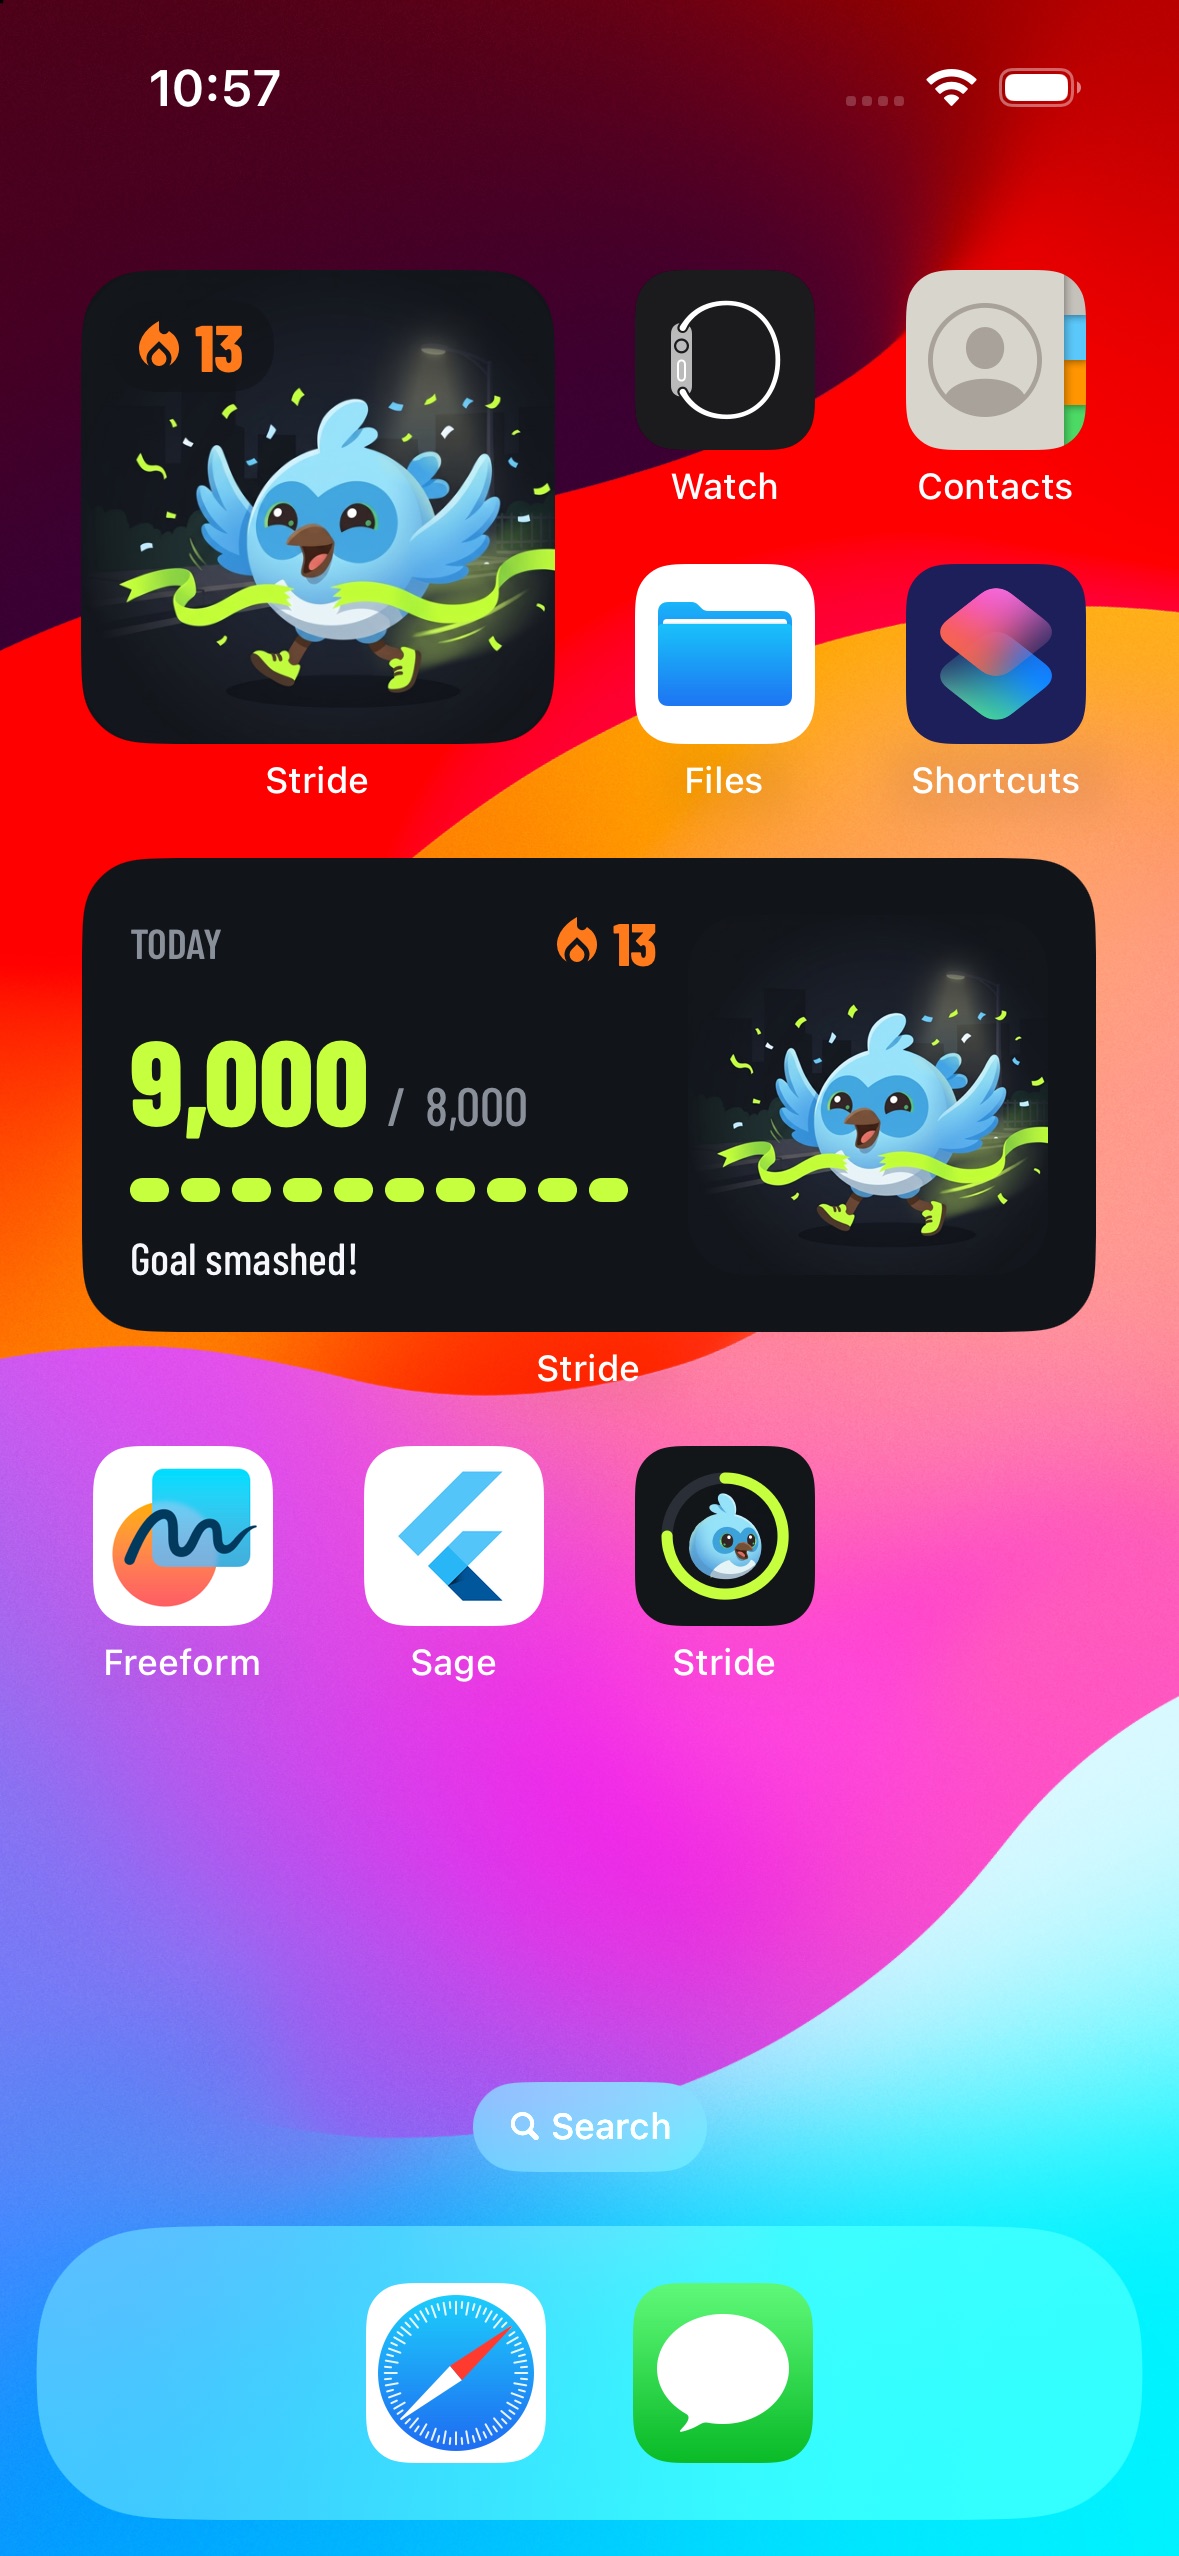 10:57
13
Stride
Watch
Contacts
Files
Shortcuts
TODAY
13
9,000 / 8,000
Goal smashed!
Stride
Freeform
Sage
Stride
Search